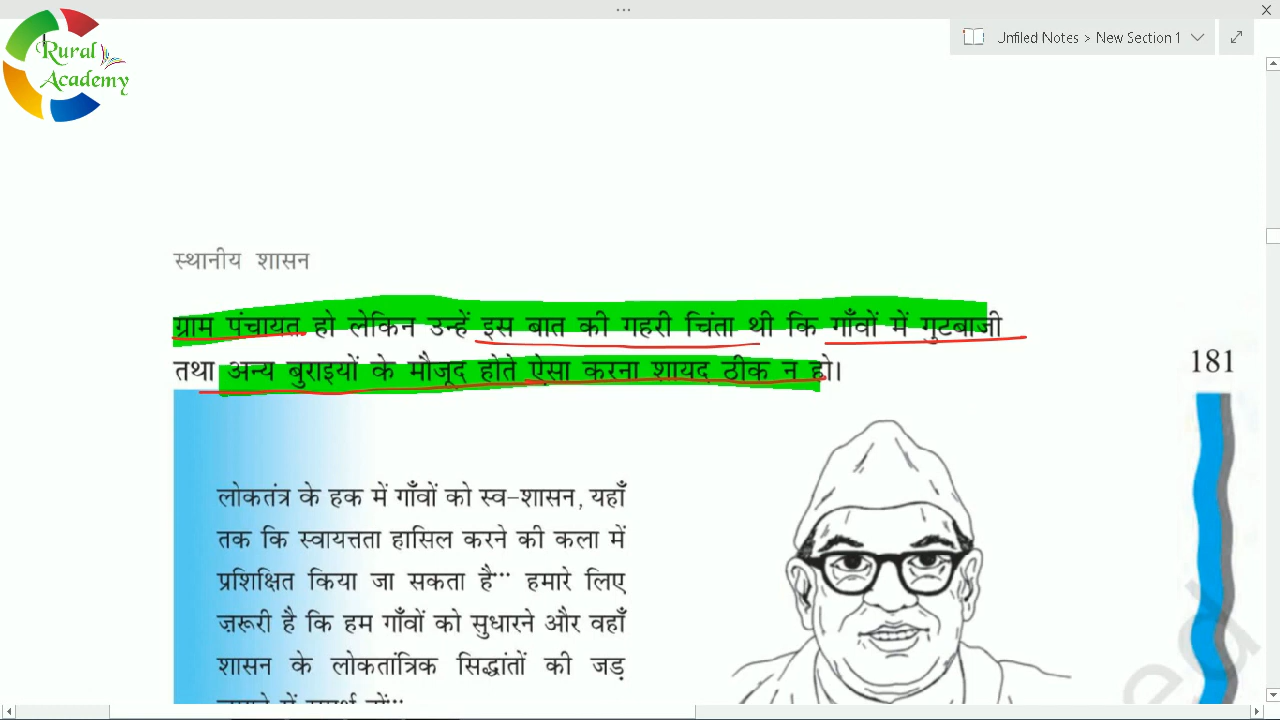 Rural
Academy
Unfiled Notes > New Section 1
स्थानीय शासन
ग्राम पंचायत हो लेकिन उन्हें इस बात की गहरी चिंता थी कि गाँवों में गुटबाजी
तथा अन्य बुराइयों के मौजूद होते ऐसा करना शायद ठीक न हो।
181
लोकतंत्र के हक में गाँवों को स्व-शासन, यहाँ
तक कि स्वायत्तता हासिल करने की कला में
प्रशिक्षित किया जा सकता है... हमारे लिए
ज़रूरी है कि हम गाँवों को सुधारने और वहाँ
शासन के लोकतांत्रिक सिद्धांतों की जड़